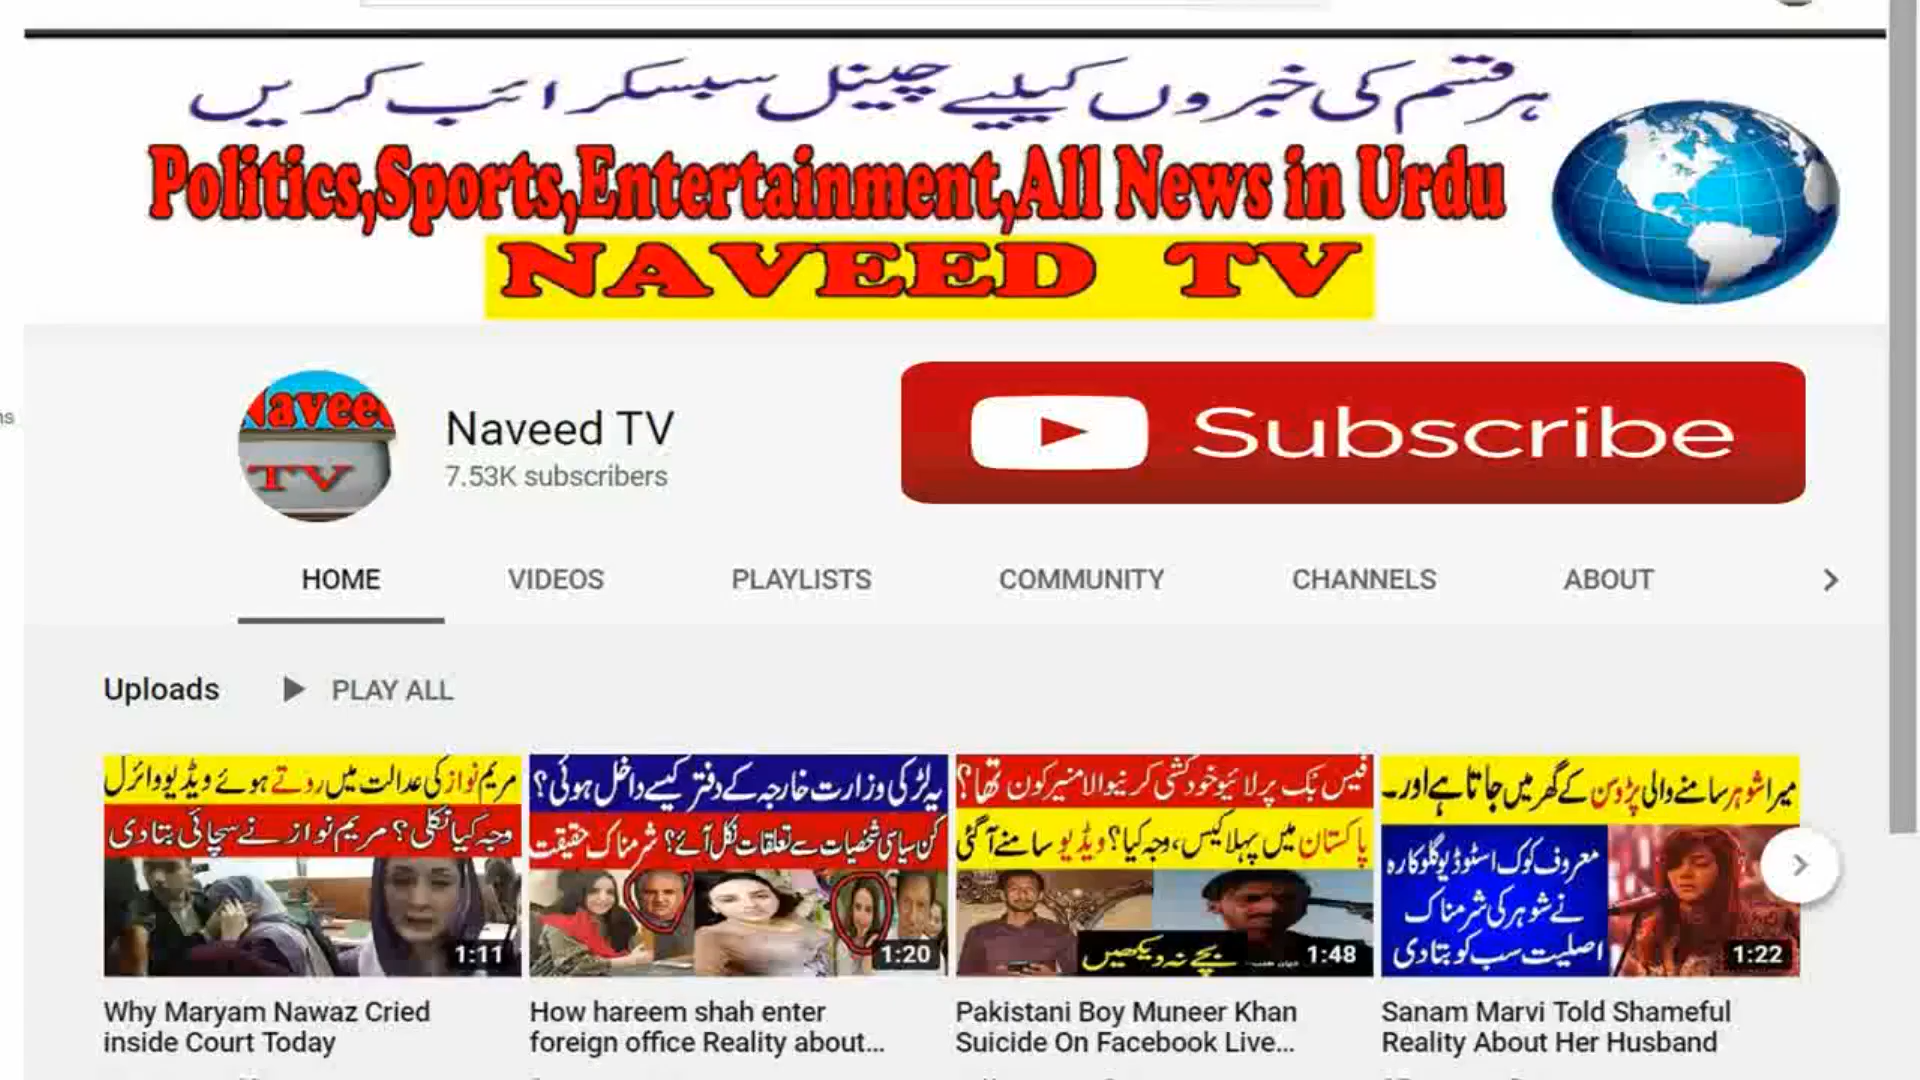 ہر قسم کی خبروں کیلیے چینل سبسکرائب کریں
Politics,Sports,Entertainment,All News in Urdu
NAVEED TV
Navee
TV
Naveed TV
7.53K subscribers
Subscribe
HOME VIDEOS PLAYLISTS COMMUNITY CHANNELS ABOUT
Uploads PLAY ALL
مریم نواز کی عدالت میں روتے ہوئے ویڈیو وائرل
وجہ کیا نکلی؟ مریم نواز نے سچائی بتا دی
1:11
Why Maryam Nawaz Cried
inside Court Today
یہ لڑکی وزارت خارجہ کے دفتر کیسے داخل ہوئی؟
کن سیاسی شخصیات سے تعلقات نکل آئے؟ شرمناک حقیقت
1:20
How hareem shah enter
foreign office Reality about...
فیس بک پر لائیو خودکشی کرنیوالا منیر کون تھا؟
پاکستان میں پہلا کیس، وجہ کیا؟ ویڈیو سامنے آگئی
بچے نہ دیکھیں
1:48
Pakistani Boy Muneer Khan
Suicide On Facebook Live...
میرا شوہر سامنے والی پڑوسن کے گھر میں جاتا ہے اور۔
معروف کوک اسٹوڈیو گلوکارہ
نے شوہر کی شرمناک
اصلیت سب کو بتا دی
1:22
Sanam Marvi Told Shameful
Reality About Her Husband